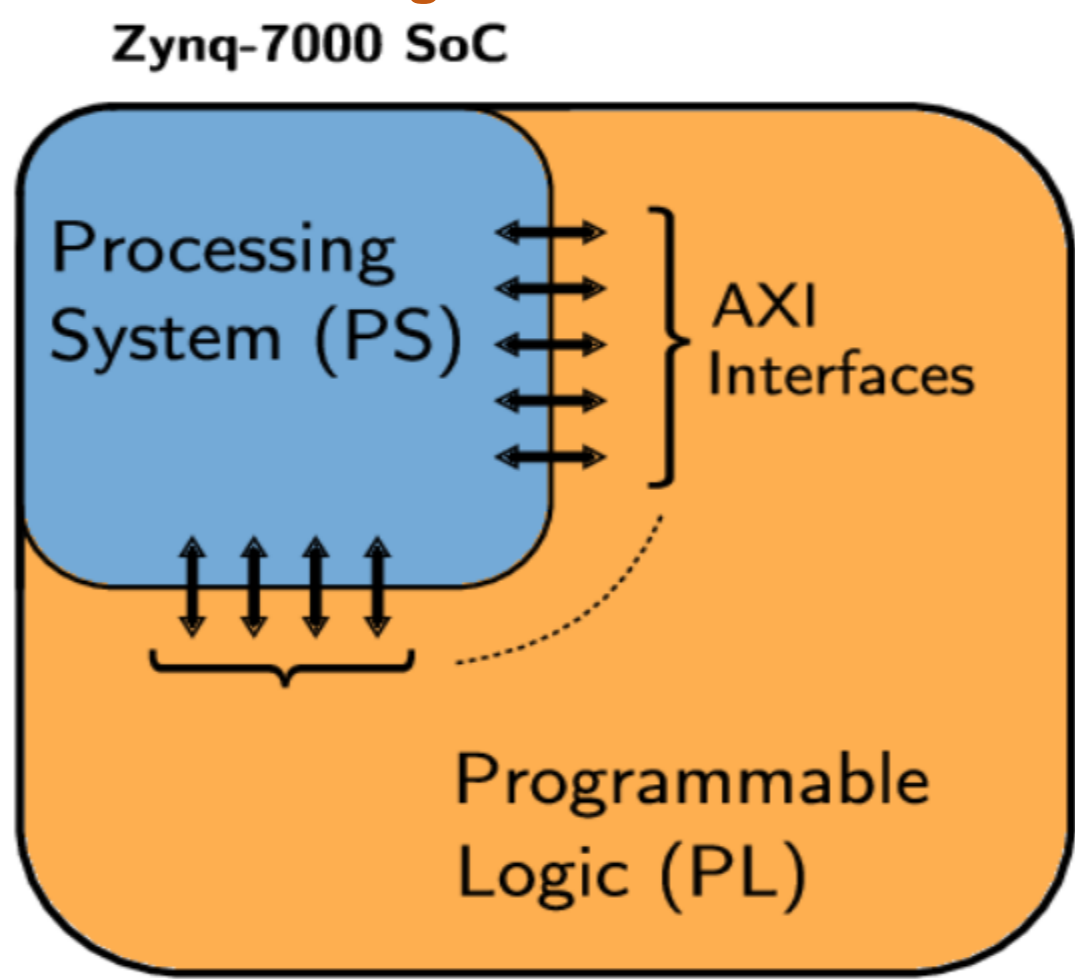 Zynq-7000 SoC
Processing
System (PS)
AXI
Interfaces
Programmable
Logic (PL)